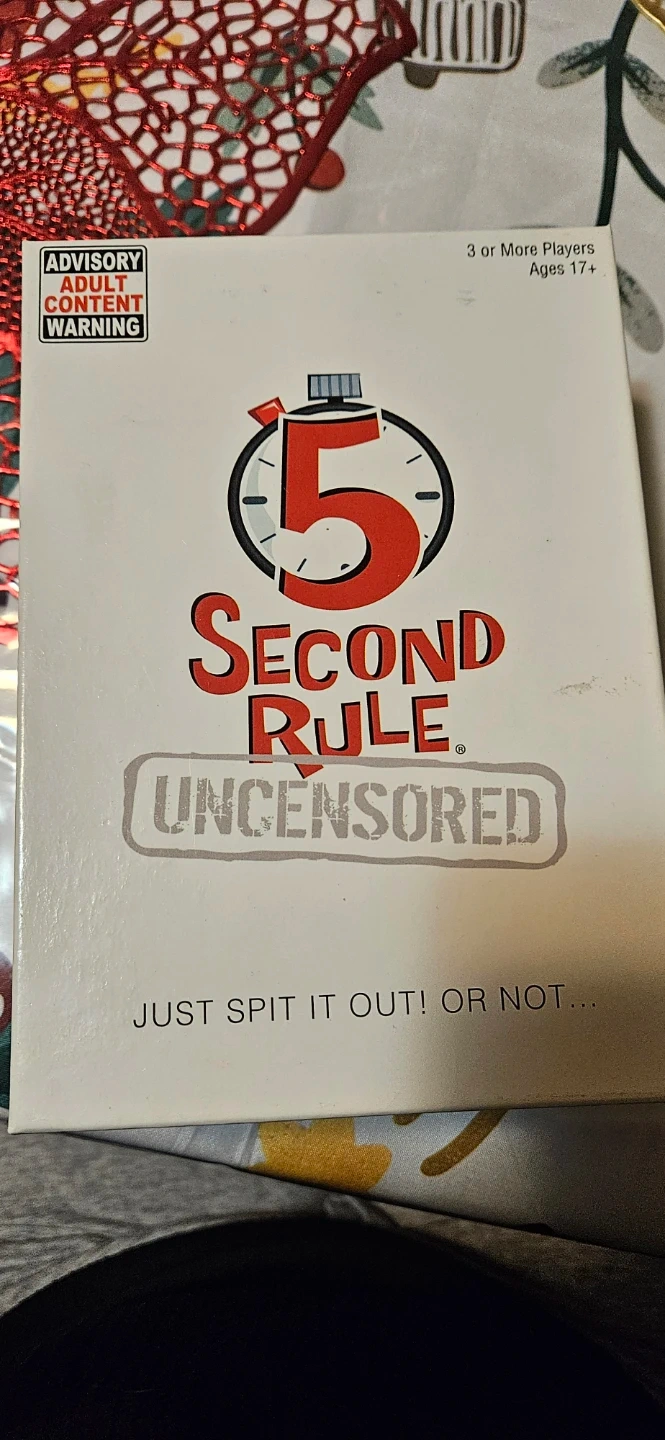 ADVISORY
ADULT
CONTENT
WARNING
3 or More Players
Ages 17+
5
SECOND
RULE®
UNCENSORED
JUST SPIT IT OUT! OR NOT...